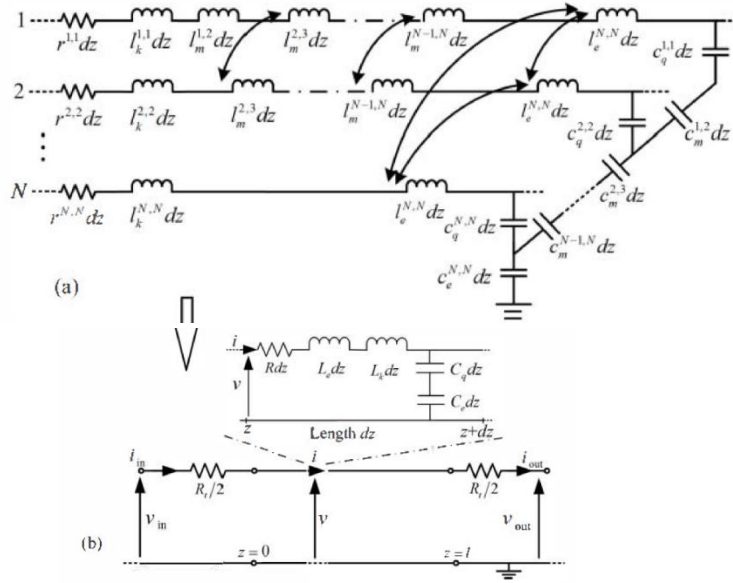 1 r^{1,1}dz l_k^{1,1}dz l_m^{1,2}dz l_m^{2,3}dz l_m^{N-1,N}dz l_e^{N,N}dz c_q^{1,1}dz
2 r^{2,2}dz l_k^{2,2}dz l_m^{2,3}dz l_m^{N-1,N}dz l_e^{N,N}dz c_q^{2,2}dz c_m^{1,2}dz
c_m^{2,3}dz
N r^{N,N}dz l_k^{N,N}dz l_e^{N,N}dz c_q^{N,N}dz c_m^{N-1,N}dz
c_e^{N,N}dz
(a)
i Rdz L_e dz L_k dz C_q dz
v C_e dz
z Length dz z+dz
i_in R_t/2 i R_t/2 i_out
v_in v v_out
(b) z=0 z=l